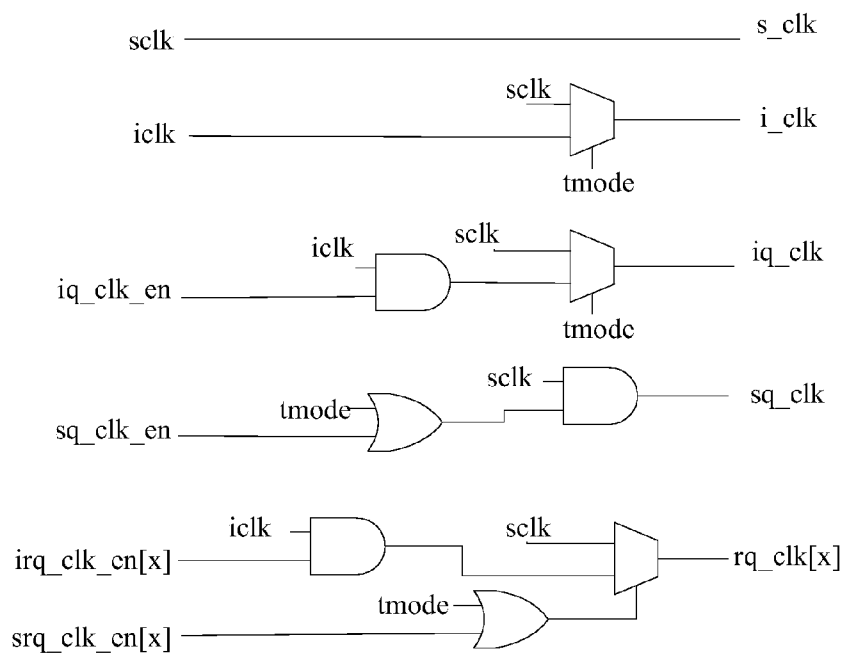 sclk s_clk
sclk
iclk i_clk
tmode
iclk sclk iq_clk
iq_clk_en
tmode
sclk sq_clk
tmode
sq_clk_en
iclk sclk
irq_clk_en[x] rq_clk[x]
tmode
srq_clk_en[x]